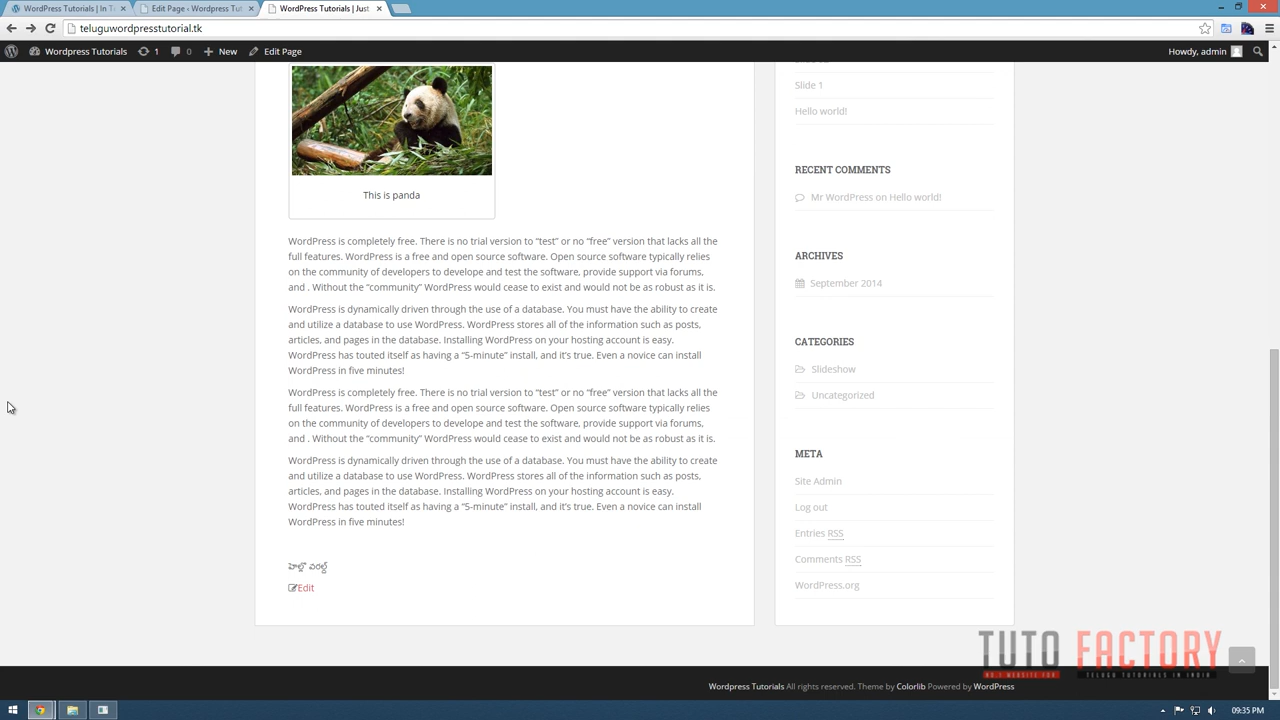 WordPress Tutorials | In T
Edit Page ‹ Wordpress Tut
WordPress Tutorials | Just
teluguwordpresstutorial.tk
WordPress Tutorials
1
0
New
Edit Page
Howdy, admin
This is panda
WordPress is completely free. There is no trial version to “test” or no “free” version that lacks all the
full features. WordPress is a free and open source software. Open source software typically relies
on the community of developers to develope and test the software, provide support via forums,
and . Without the “community” WordPress would cease to exist and would not be as robust as it is.
WordPress is dynamically driven through the use of a database. You must have the ability to create
and utilize a database to use WordPress. WordPress stores all of the information such as posts,
articles, and pages in the database. Installing WordPress on your hosting account is easy.
WordPress has touted itself as having a “5-minute” install, and it’s true. Even a novice can install
WordPress in five minutes!
WordPress is completely free. There is no trial version to “test” or no “free” version that lacks all the
full features. WordPress is a free and open source software. Open source software typically relies
on the community of developers to develope and test the software, provide support via forums,
and . Without the “community” WordPress would cease to exist and would not be as robust as it is.
WordPress is dynamically driven through the use of a database. You must have the ability to create
and utilize a database to use WordPress. WordPress stores all of the information such as posts,
articles, and pages in the database. Installing WordPress on your hosting account is easy.
WordPress has touted itself as having a “5-minute” install, and it’s true. Even a novice can install
WordPress in five minutes!
హెల్లొ వరల్డ్
Edit
Slide 1
Hello world!
RECENT COMMENTS
Mr WordPress on Hello world!
ARCHIVES
September 2014
CATEGORIES
Slideshow
Uncategorized
META
Site Admin
Log out
Entries RSS
Comments RSS
WordPress.org
TUTO FACTORY
NO.1 WEBSITE FOR TELUGU TUTORIALS IN INDIA
Wordpress Tutorials All rights reserved. Theme by Colorlib Powered by WordPress
09:35 PM